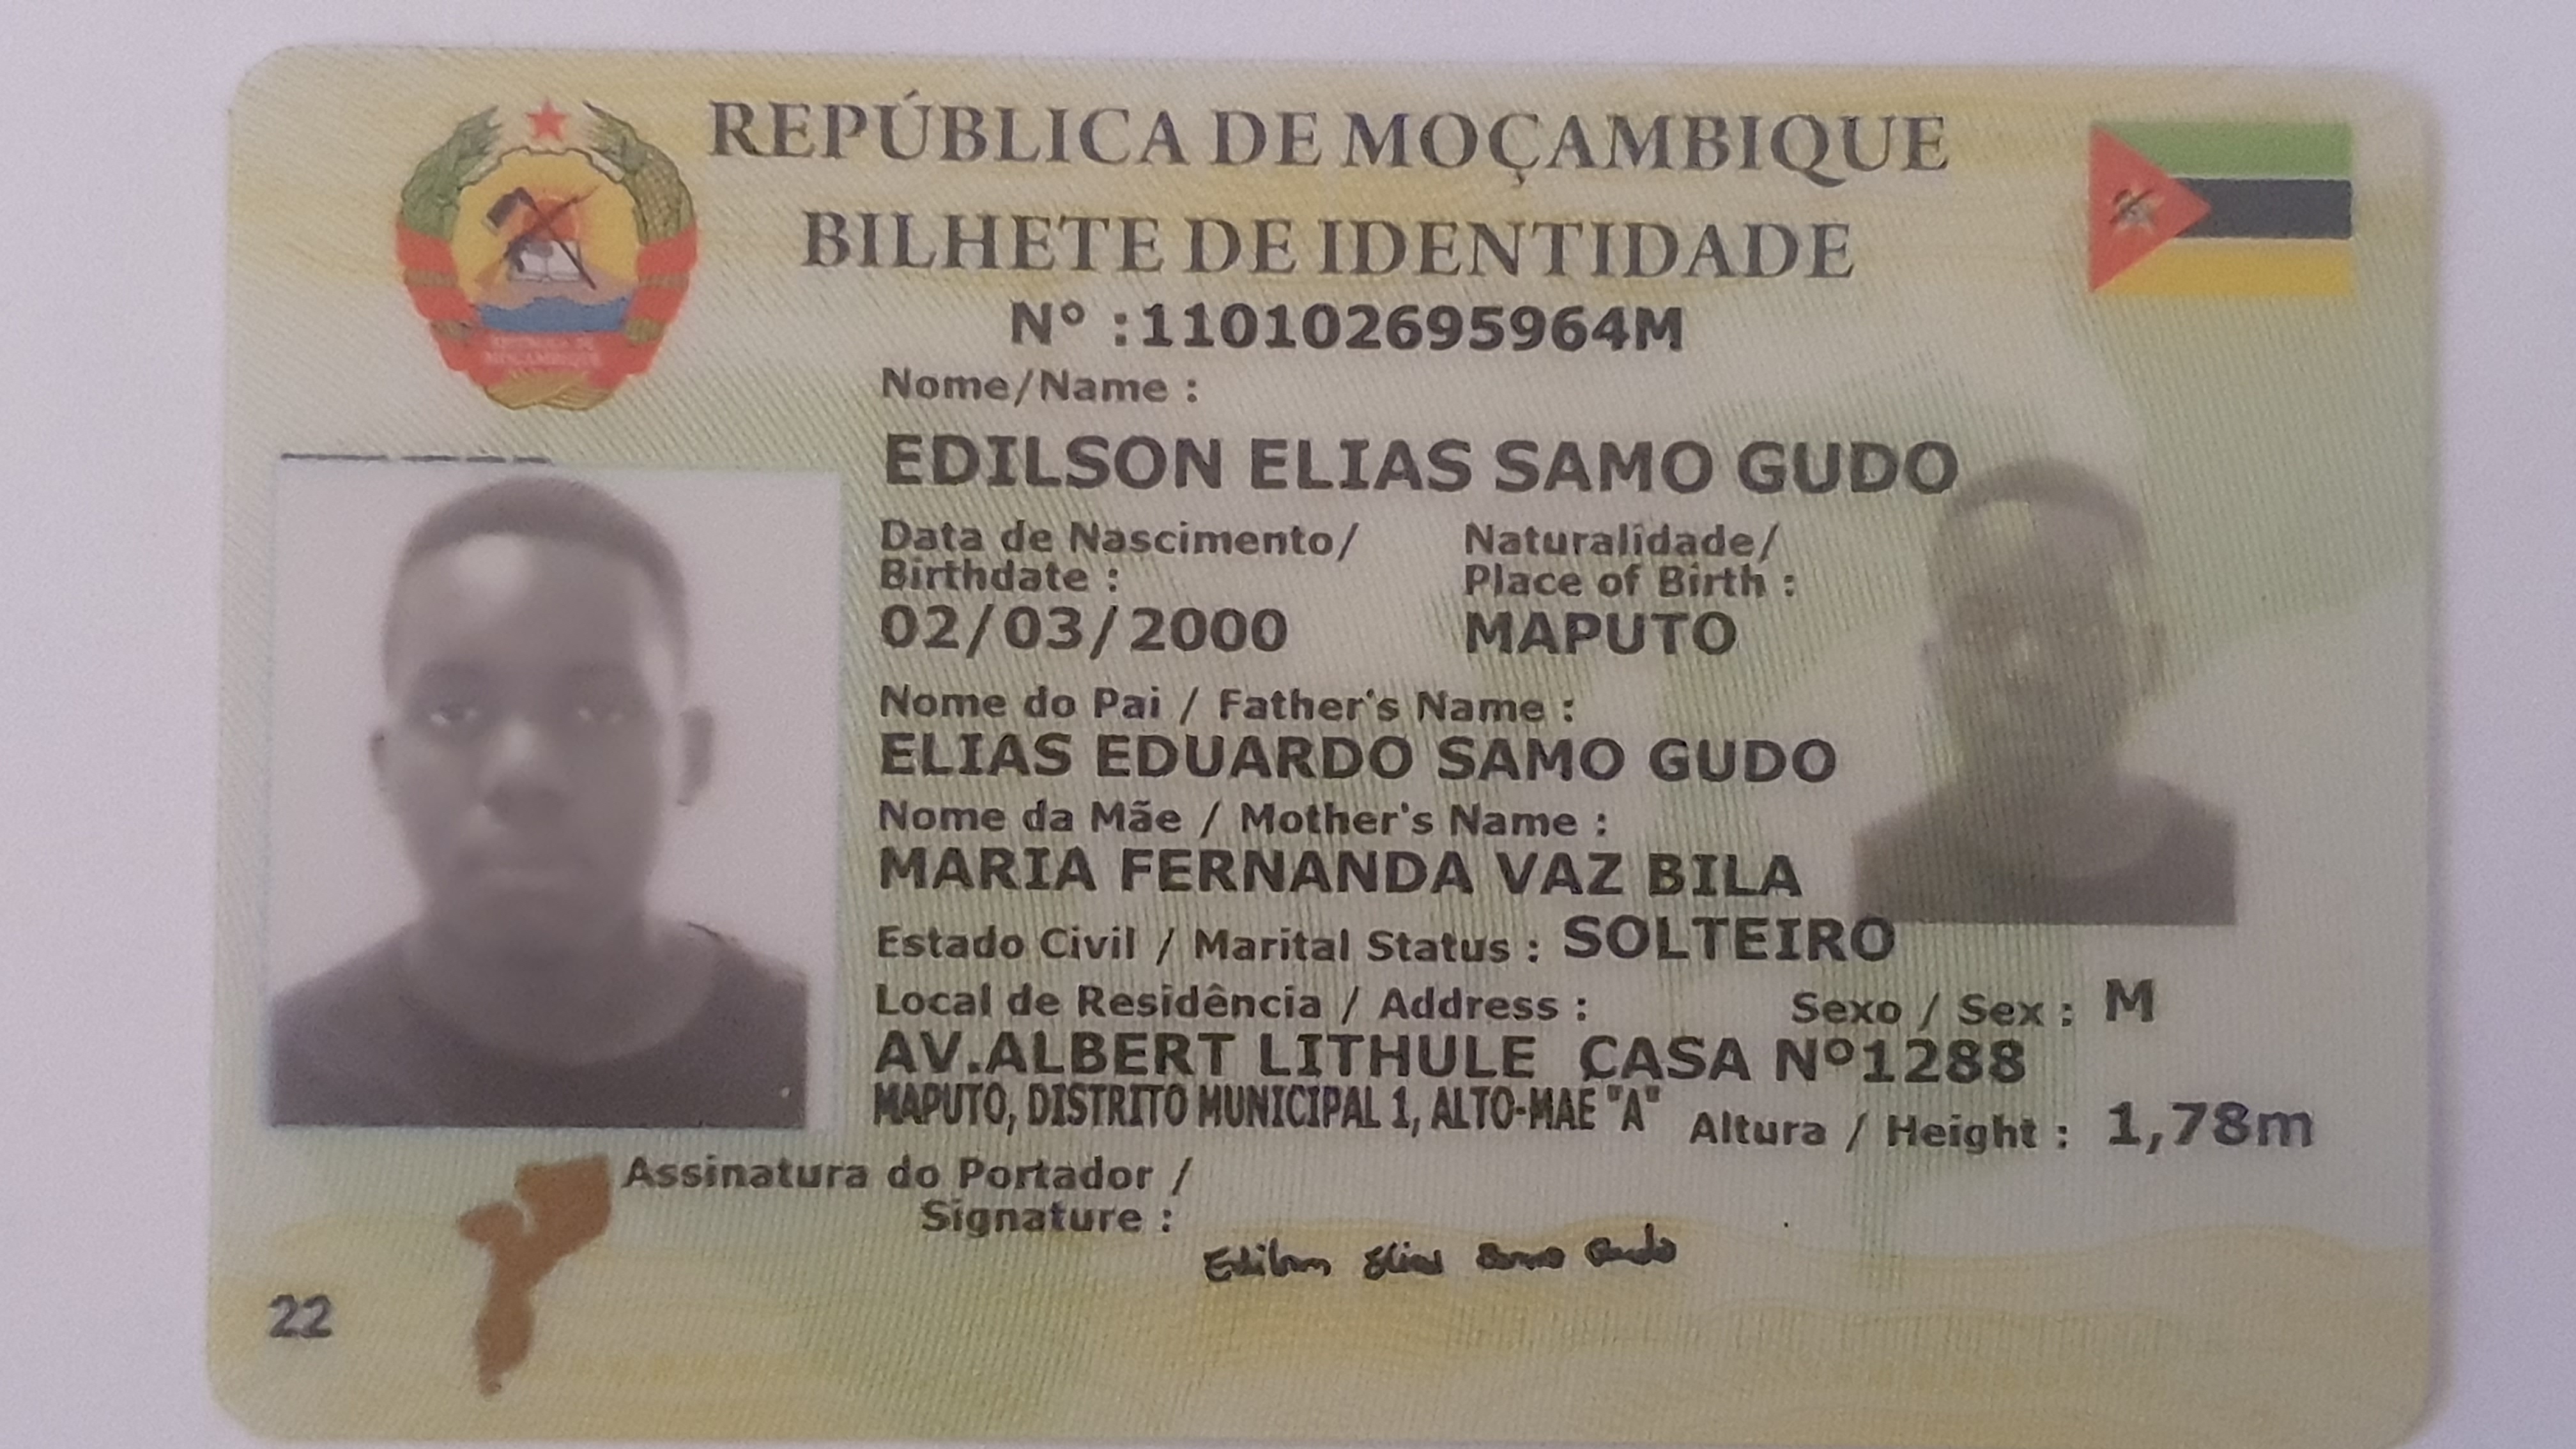 REPÚBLICA DE MOÇAMBIQUE
BILHETE DE IDENTIDADE
Nº :110102695964M
Nome/Name :
EDILSON ELIAS SAMO GUDO
Data de Nascimento/ Naturalidade/
Birthdate : Place of Birth :
02/03/2000 MAPUTO
Nome do Pai / Father's Name :
ELIAS EDUARDO SAMO GUDO
Nome da Mãe / Mother's Name :
MARIA FERNANDA VAZ BILA
Estado Civil / Marital Status : SOLTEIRO
Local de Residência / Address : Sexo / Sex : M
AV.ALBERT LITHULE CASA Nº1288
MAPUTO, DISTRITO MUNICIPAL 1, ALTO-MAE "A" Altura / Height : 1,78m
Assinatura do Portador /
Signature :
Edilson Elias Samo Gudo
22